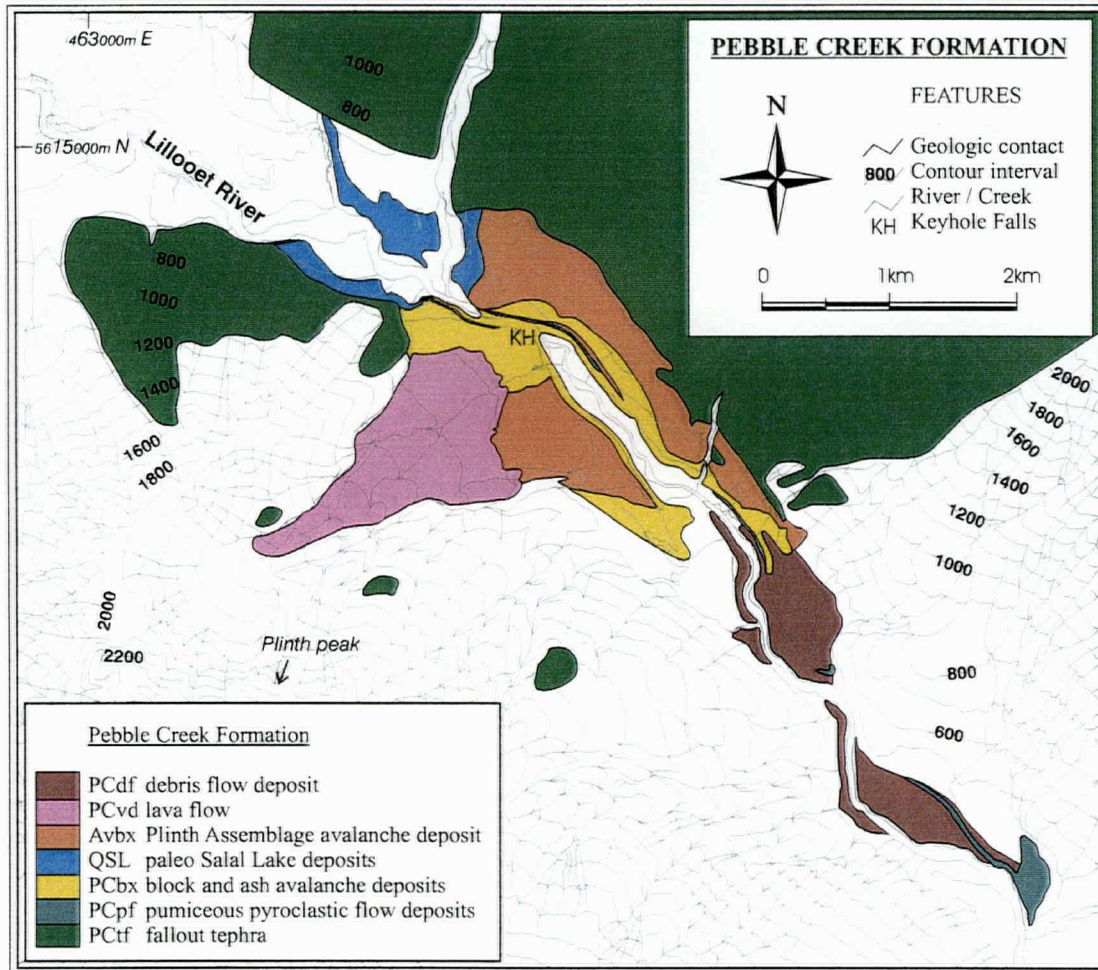 463000m E
5615000m N
Lillooet River
1000
800
800
1000
1200
1400
1600
1800
2000
2200
KH
Plinth peak
2000
1800
1600
1400
1200
1000
800
600
PEBBLE CREEK FORMATION
N
FEATURES
Geologic contact
800 Contour interval
River / Creek
KH Keyhole Falls
0 1km 2km
Pebble Creek Formation
PCdf debris flow deposit
PCvd lava flow
Avbx Plinth Assemblage avalanche deposit
QSL paleo Salal Lake deposits
PCbx block and ash avalanche deposits
PCpf pumiceous pyroclastic flow deposits
PCtf fallout tephra